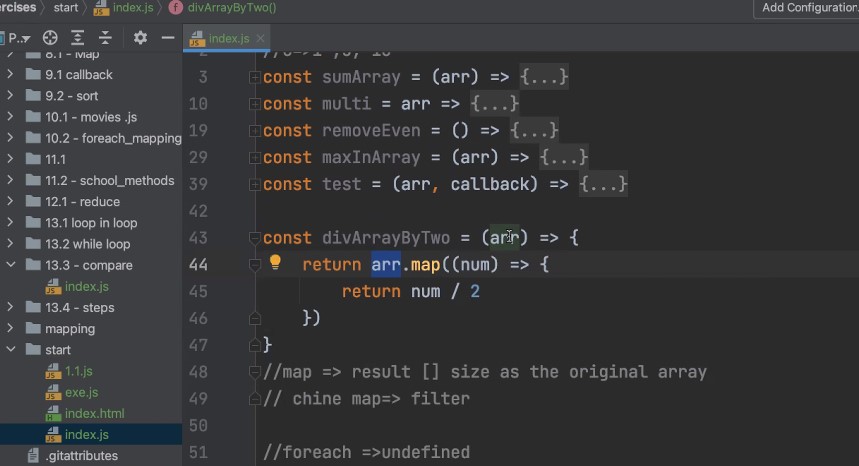 ercises > start > index.js > divArrayByTwo()
Add Configuration
P..
index.js
8.1 - Map
9.1 callback
9.2 - sort
10.1 - movies .js
10.2 - foreach_mapping
11.1
11.2 - school_methods
12.1 - reduce
13.1 loop in loop
13.2 while loop
13.3 - compare
index.js
13.4 - steps
mapping
start
1.1.js
exe.js
index.html
index.js
.gitattributes
3 const sumArray = (arr) => {...}
10 const multi = arr => {...}
19 const removeEven = () => {...}
29 const maxInArray = (arr) => {...}
39 const test = (arr, callback) => {...}
42
43 const divArrayByTwo = (arr) => {
44 return arr.map((num) => {
45 return num / 2
46 })
47 }
48 //map => result [] size as the original array
49 // chine map=> filter
50
51 //foreach =>undefined